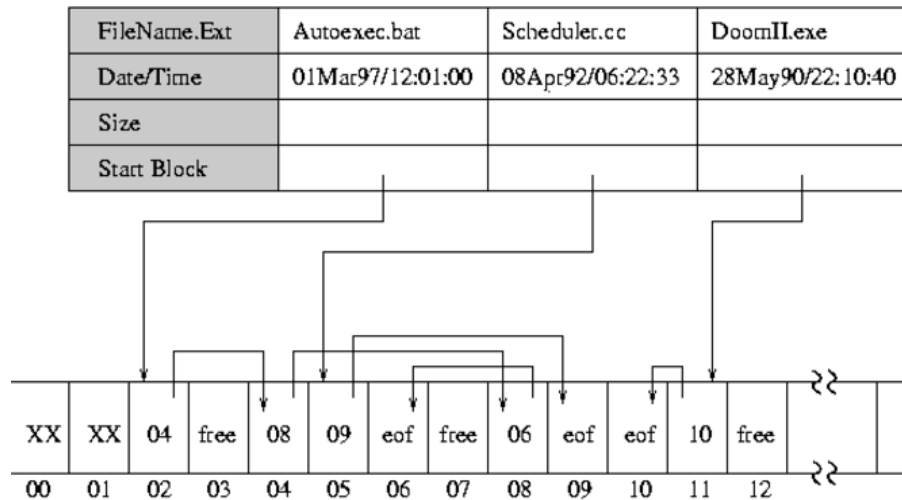 FileName.Ext Autoexec.bat Scheduler.cc DoomII.exe
Date/Time 01Mar97/12:01:00 08Apr92/06:22:33 28May90/22:10:40
Size
Start Block
XX XX 04 free 08 09 eof free 06 eof eof 10 free
00 01 02 03 04 05 06 07 08 09 10 11 12